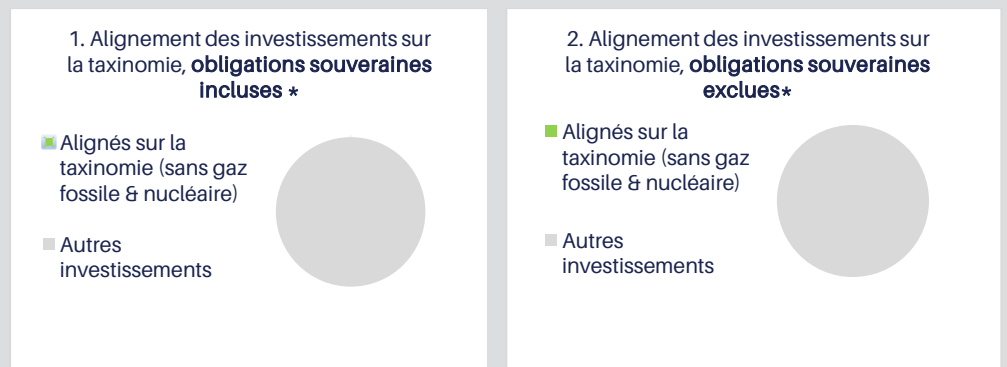 1. Alignement des investissements sur
la taxinomie, obligations souveraines
incluses *
Alignés sur la
taxinomie (sans gaz
fossile & nucléaire)
Autres
investissements
2. Alignement des investissements sur
la taxinomie, obligations souveraines
exclues*
Alignés sur la
taxinomie (sans gaz
fossile & nucléaire)
Autres
investissements